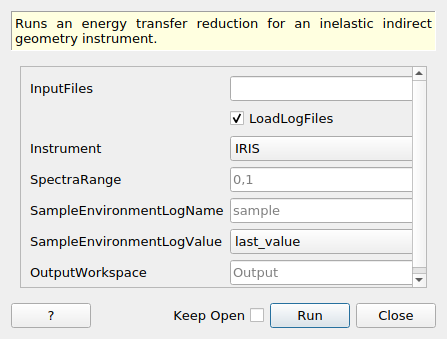 Runs an energy transfer reduction for an inelastic indirect
geometry instrument.
InputFiles
LoadLogFiles
Instrument IRIS
SpectraRange 0,1
SampleEnvironmentLogName sample
SampleEnvironmentLogValue last_value
OutputWorkspace Output
? Keep Open Run Close